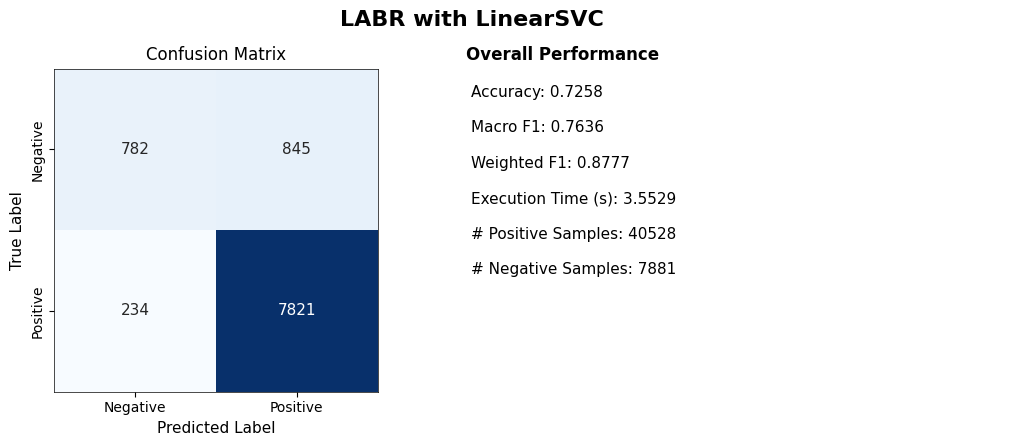 LABR with LinearSVC
Confusion Matrix
True Label
Negative
782
845
Positive
234
7821
Negative
Positive
Predicted Label
Overall Performance
Accuracy: 0.7258
Macro F1: 0.7636
Weighted F1: 0.8777
Execution Time (s): 3.5529
# Positive Samples: 40528
# Negative Samples: 7881